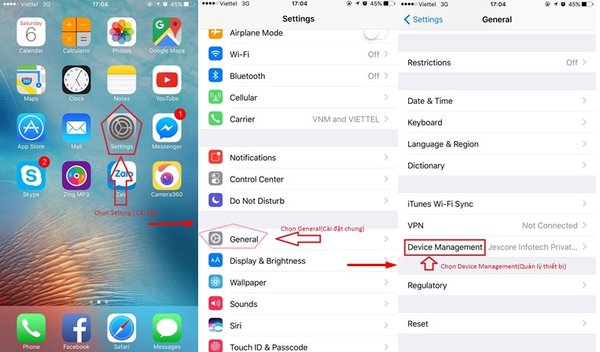 Viettel 3G 17:04
Saturday
6
Calendar
Calculator
Photos
Google Maps
Maps
Clock
Notes
YouTube
App Store
Mail
Settings
1
Messenger
2
Skype
Zing MP3
Zalo
Zalo
Camera360
Chọn Setting / Cài đặt
Phone
Facebook
Safari
Messages
Viettel 3G 17:04
Settings
Airplane Mode
Wi-Fi Off
Bluetooth Off
Cellular
Carrier VNM and VIETTEL
Notifications
Control Center
Do Not Disturb
General
Chọn General(Cài đặt chung)
Display & Brightness
Wallpaper
Sounds
Siri
Touch ID & Passcode
Viettel 3G 17:04
Settings General
Restrictions Off
Date & Time
Keyboard
Language & Region
Dictionary
iTunes Wi-Fi Sync
VPN Not Connected
Device Management Jexcore Infotech Privat...
Chọn Device Management(Quản lý thiết bị)
Regulatory
Reset